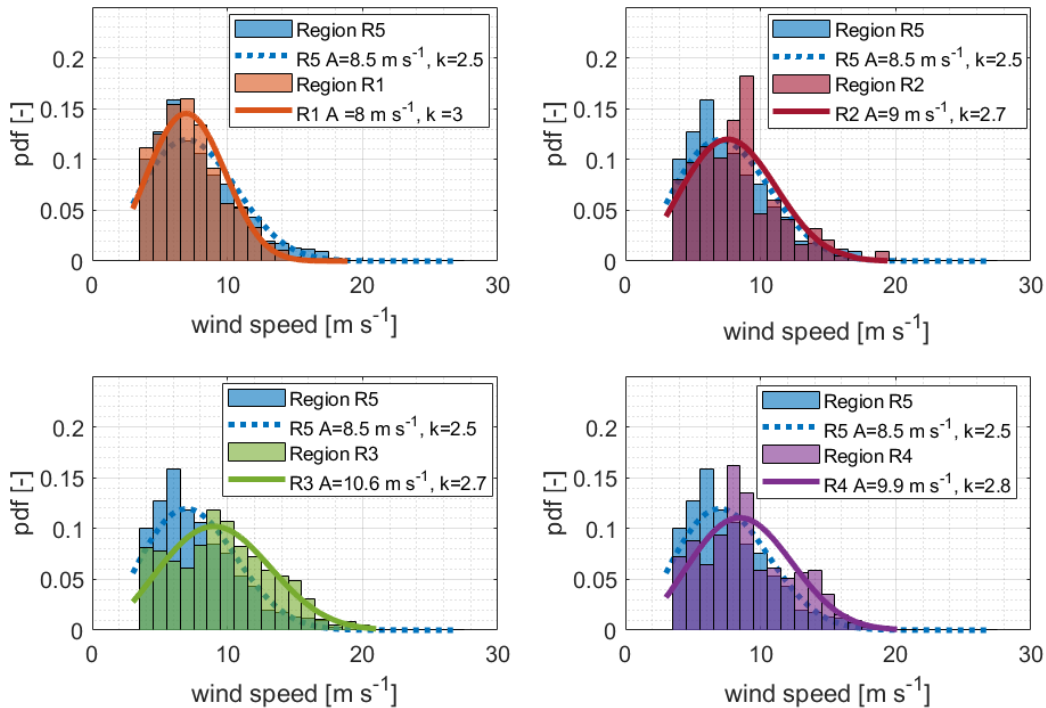 Region R5
R5 A=8.5 m s⁻¹, k=2.5
Region R1
R1 A =8 m s⁻¹, k =3
0.2
0.15
0.1
0.05
0
pdf [-]
0
10
20
30
wind speed [m s⁻¹]
Region R5
R5 A=8.5 m s⁻¹, k=2.5
Region R2
R2 A=9 m s⁻¹, k=2.7
0.2
0.15
0.1
0.05
0
pdf [-]
0
10
20
30
wind speed [m s⁻¹]
Region R5
R5 A=8.5 m s⁻¹, k=2.5
Region R3
R3 A=10.6 m s⁻¹, k=2.7
0.2
0.15
0.1
0.05
0
pdf [-]
0
10
20
30
wind speed [m s⁻¹]
Region R5
R5 A=8.5 m s⁻¹, k=2.5
Region R4
R4 A=9.9 m s⁻¹, k=2.8
0.2
0.15
0.1
0.05
0
pdf [-]
0
10
20
30
wind speed [m s⁻¹]